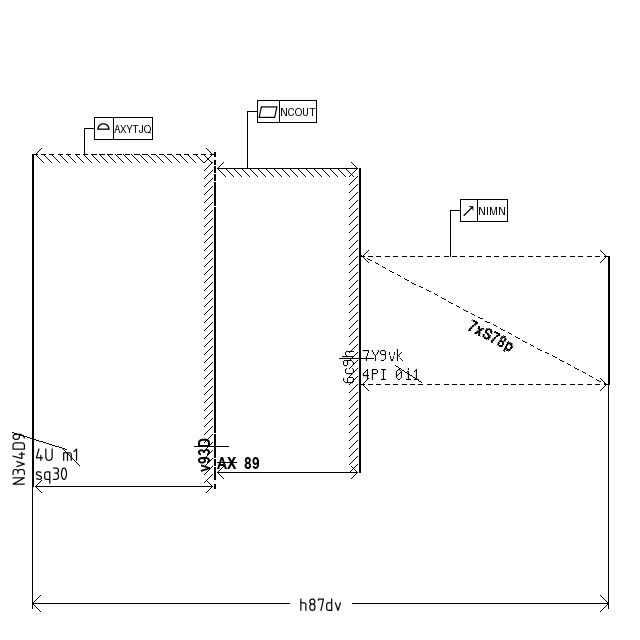 NCOUT
AXYTJQ
NIMN
7xS78p
7Y9vk
4PI 011
6c9h
v93D
AX 89
N3v4D9
4U m1
sq30
h87dv